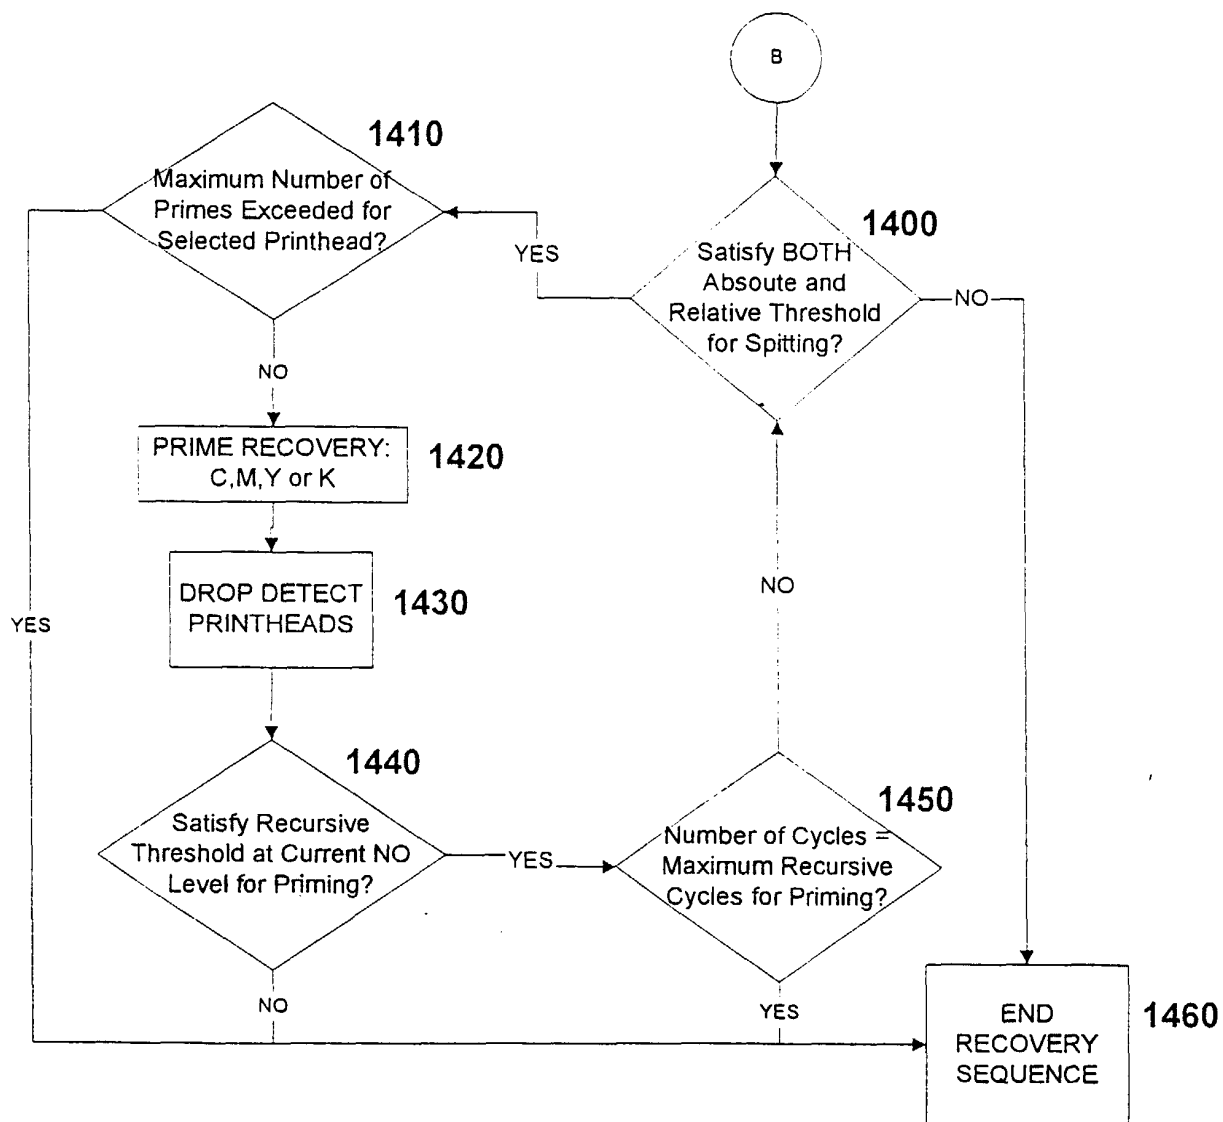 B
1400
Satisfy BOTH
Absoute and
Relative Threshold
for Spitting?
YES
NO
1410
Maximum Number of
Primes Exceeded for
Selected Printhead?
YES
NO
1420
PRIME RECOVERY:
C,M,Y or K
1430
DROP DETECT
PRINTHEADS
1440
Satisfy Recursive
Threshold at Current NO
Level for Priming?
YES
NO
1450
Number of Cycles =
Maximum Recursive
Cycles for Priming?
NO
YES
1460
END
RECOVERY
SEQUENCE